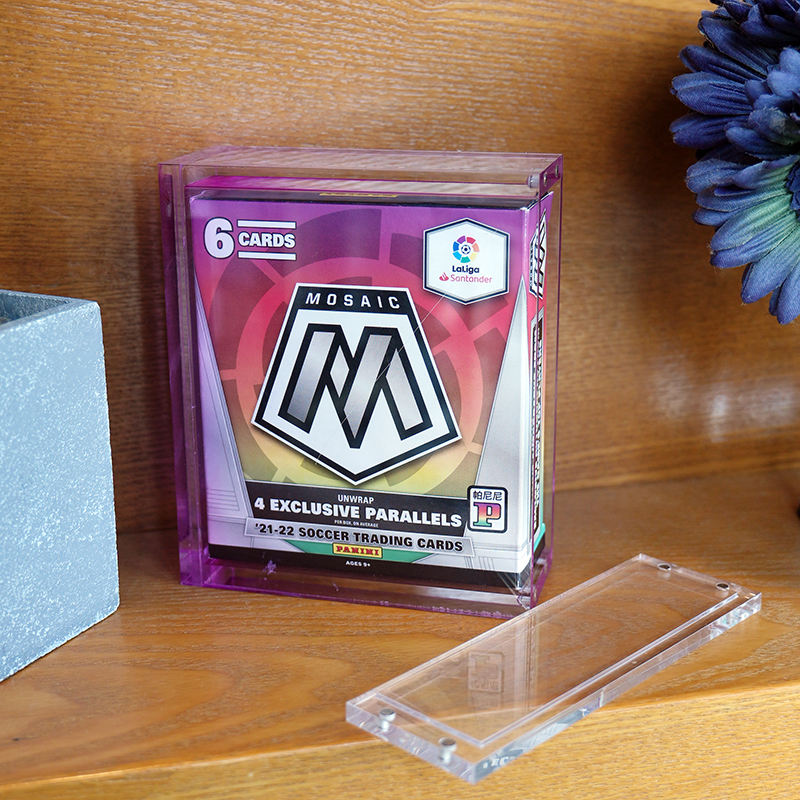 6 CARDS
LaLiga
Santander
MOSAIC
M
UNWRAP
4 EXCLUSIVE PARALLELS
PER BOX, ON AVERAGE
帕尼尼
P
'21-22 SOCCER TRADING CARDS
PANINI
AGES 9+